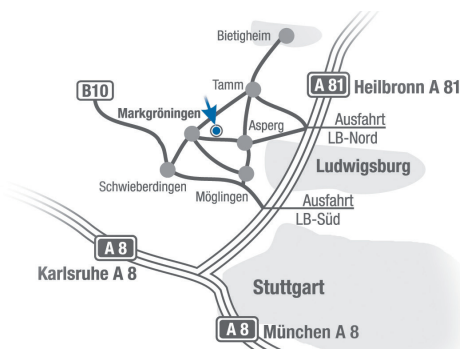 Bietigheim
Tamm
A 81 Heilbronn A 81
B10
Markgröningen
Ausfahrt
LB-Nord
Asperg
Ludwigsburg
Schwieberdingen
Möglingen
Ausfahrt
LB-Süd
A 8
Karlsruhe A 8
Stuttgart
A 8 München A 8